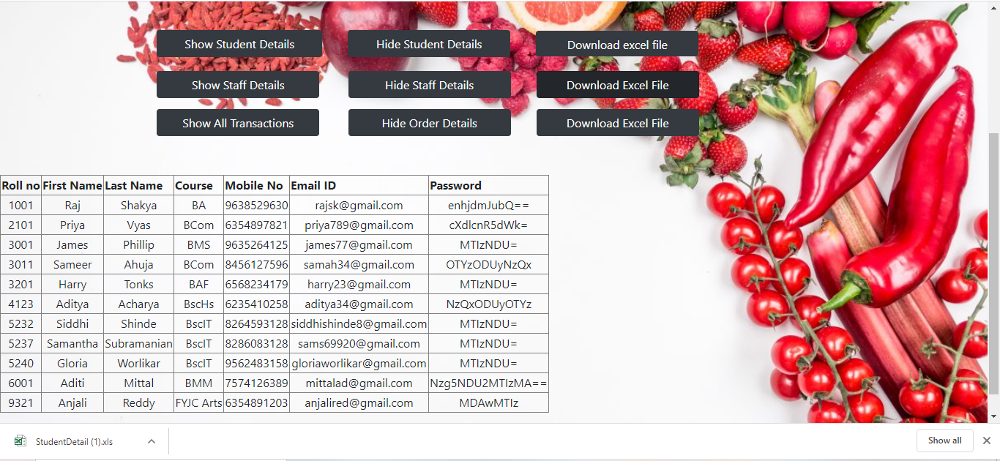 Show Student Details Hide Student Details Download excel file
Show Staff Details Hide Staff Details Download Excel File
Show All Transactions Hide Order Details Download Excel File
Roll no First Name Last Name Course Mobile No Email ID Password
1001 Raj Shakya BA 9638529630 rajsk@gmail.com enhjdmJubQ==
2101 Priya Vyas BCom 6354897821 priya789@gmail.com cXdlcnR5dWk=
3001 James Phillip BMS 9635264125 james77@gmail.com MTIzNDU=
3011 Sameer Ahuja BCom 8456127596 samah34@gmail.com OTYzODUyNzQx
3201 Harry Tonks BAF 6568234179 harry23@gmail.com MTIzNDU=
4123 Aditya Acharya BscHs 6235410258 aditya34@gmail.com NzQxODUyOTYz
5232 Siddhi Shinde BscIT 8264593128 siddhishinde8@gmail.com MTIzNDU=
5237 Samantha Subramanian BscIT 8286083128 sams69920@gmail.com MTIzNDU=
5240 Gloria Worlikar BscIT 9562483158 gloriaworlikar@gmail.com MTIzNDU=
6001 Aditi Mittal BMM 7574126389 mittalad@gmail.com Nzg5NDU2MTIzMA==
9321 Anjali Reddy FYJC Arts 6354891203 anjalired@gmail.com MDAwMTIz
StudentDetail (1).xls Show all